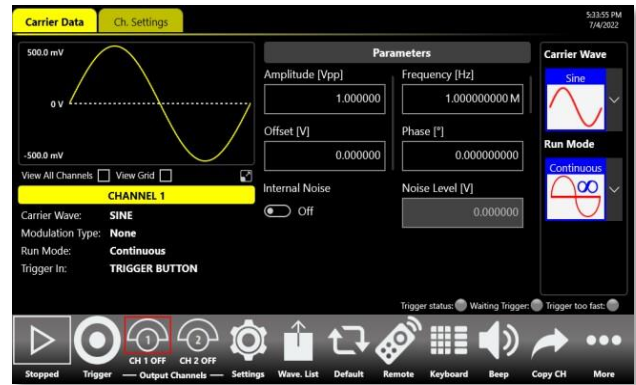 Carrier Data Ch. Settings
5:33:55 PM
7/4/2022
500.0 mV
0 V
-500.0 mV
View All Channels View Grid
CHANNEL 1
Carrier Wave: SINE
Modulation Type: None
Run Mode: Continuous
Trigger In: TRIGGER BUTTON
Parameters
Amplitude [Vpp] Frequency [Hz]
1.000000 1.000000000 M
Offset [V] Phase [°]
0.000000 0.000000000
Internal Noise Noise Level [V]
Off 0.000000
Carrier Wave
Sine
Run Mode
Continuous
Trigger status: Waiting Trigger: Trigger too fast:
1 2
CH 1 OFF CH 2 OFF
Stopped Trigger Output Channels Settings Wave. List Default Remote Keyboard Beep Copy CH More